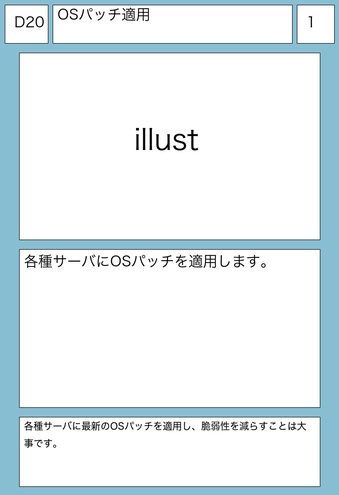 D20
OSパッチ適用
1
illust
各種サーバにOSパッチを適用します。
各種サーバに最新のOSパッチを適用し、脆弱性を減らすことは大
事です。